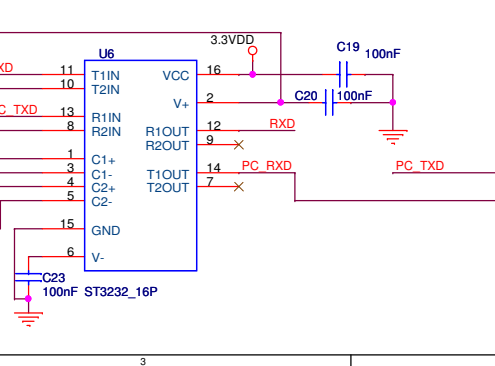 3.3VDD
C19 100nF
U6
XD 11 T1IN VCC 16
10 T2IN
C20 100nF
V+ 2
C_TXD 13 R1IN
8 R2IN R1OUT 12 RXD
R2OUT 9
1 C1+
3 C1- T1OUT 14 PC_RXD PC_TXD
4 C2+ T2OUT 7
5 C2-
15 GND
6 V-
C23
100nF ST3232_16P
3